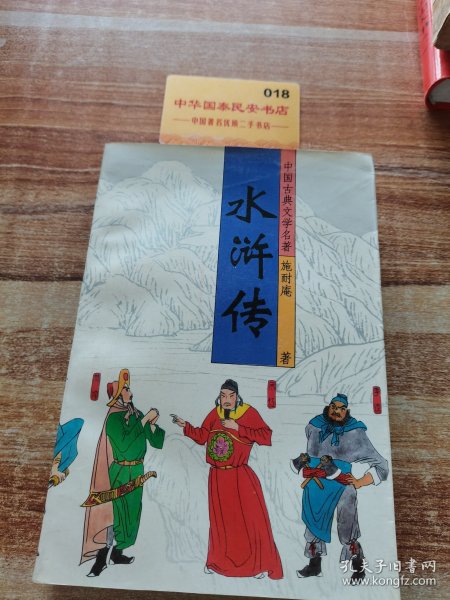 018
中华国泰民安书店
中国著名优质二手书店
中国古典文学名著
水浒传
施耐庵 著
宋江
孔夫子旧书网
www.kongfz.com